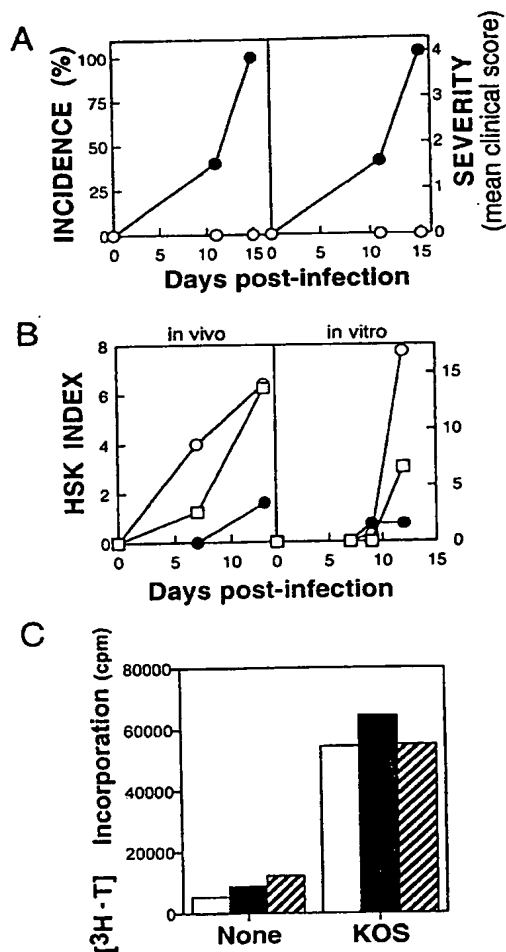 A
INCIDENCE (%)
100
75
50
25
0
0 5 10 15 0 5 10 15
4
3
2
1
0
SEVERITY
(mean clinical score)
Days post-infection
B
in vivo in vitro
HSK INDEX
8
6
4
2
0
0 5 10 0 5 10 15
15
10
5
0
Days post-infection
C
[3H - T] Incorporation (cpm)
80000
60000
40000
20000
0
None KOS